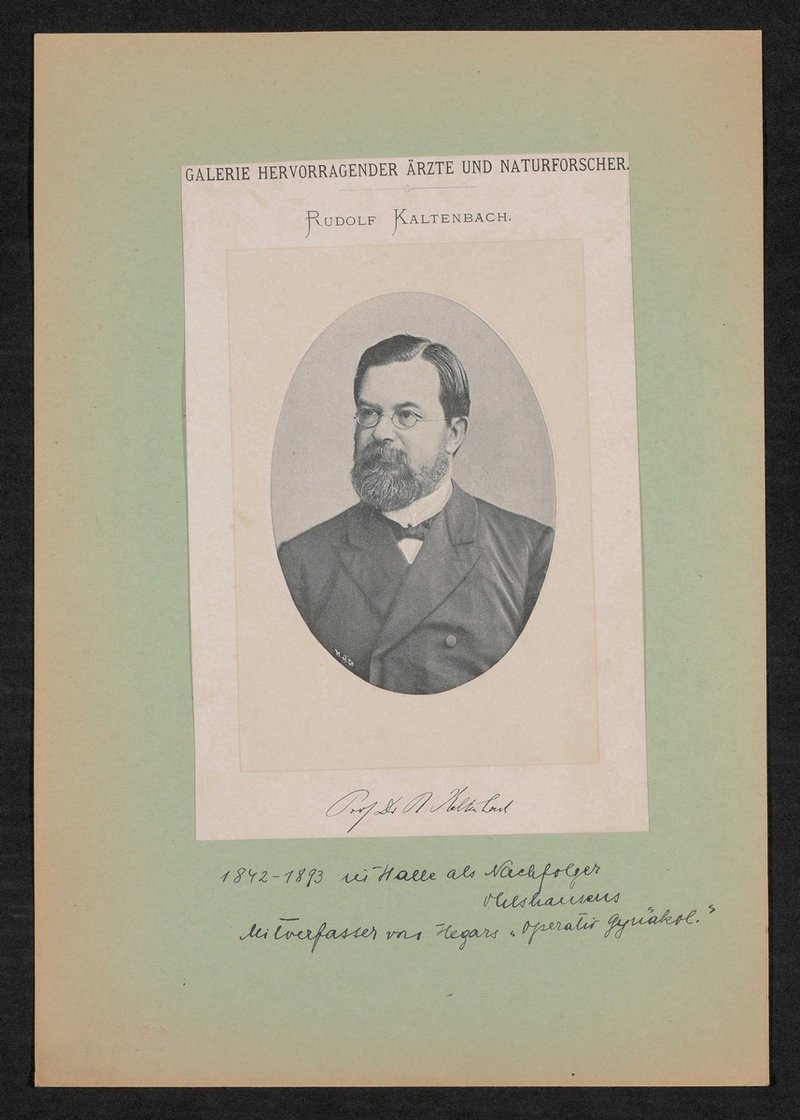 GALERIE HERVORRAGENDER ÄRZTE UND NATURFORSCHER.
RUDOLF KALTENBACH.
Prof Dr R Kaltenbach
1842-1893 in Halle als Nachfolger
Olshausens
Mitverfasser von Hegars „Operativ Gynäkol."